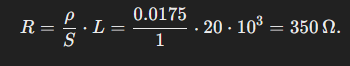 R = ρ/S · L = 0.0175/1 · 20 · 10³ = 350 Ω.